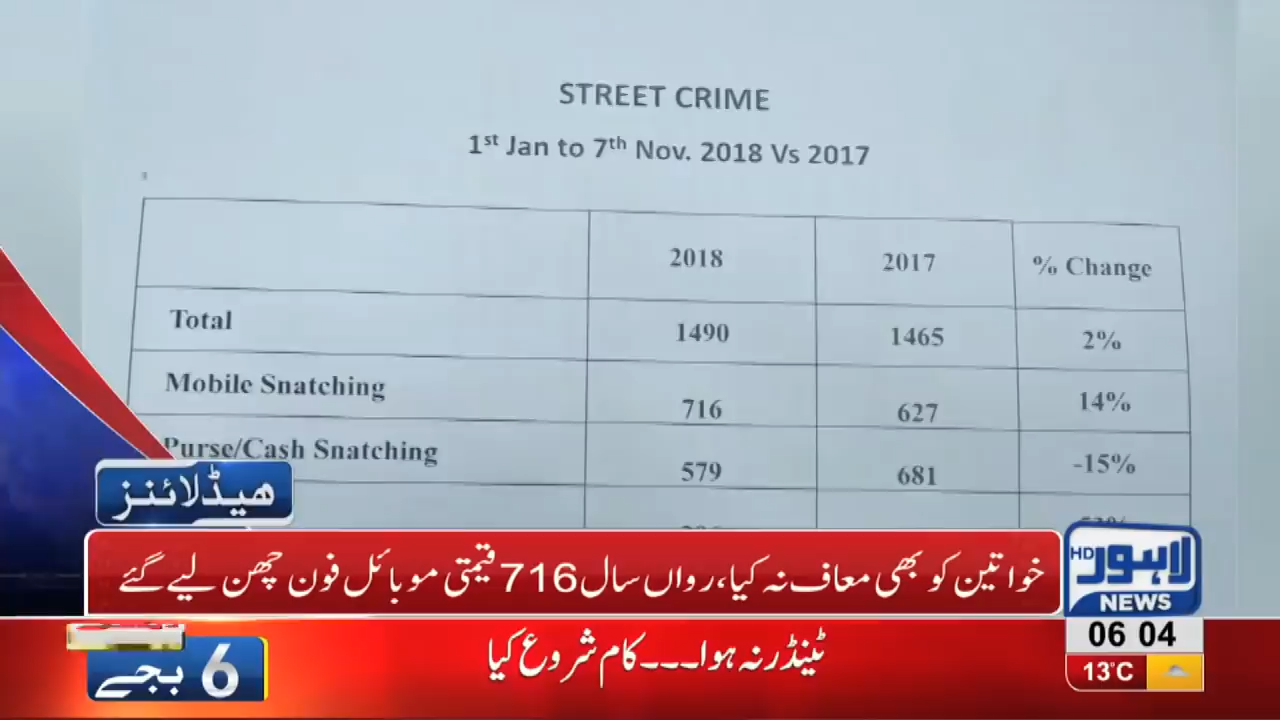 STREET CRIME
1st Jan to 7th Nov. 2018 Vs 2017
2018 2017 % Change
Total 1490 1465 2%
Mobile Snatching 716 627 14%
Purse/Cash Snatching 579 681 -15%
ھیڈلائنز
خواتین کو بھی معاف نہ کیا، رواں سال 716 قیمتی موبائل فون چھن لیے گئے
لاہور HD
NEWS
ٹینڈر نہ ہوا۔۔۔کام شروع کیا
6 بجے
06 04
13°C